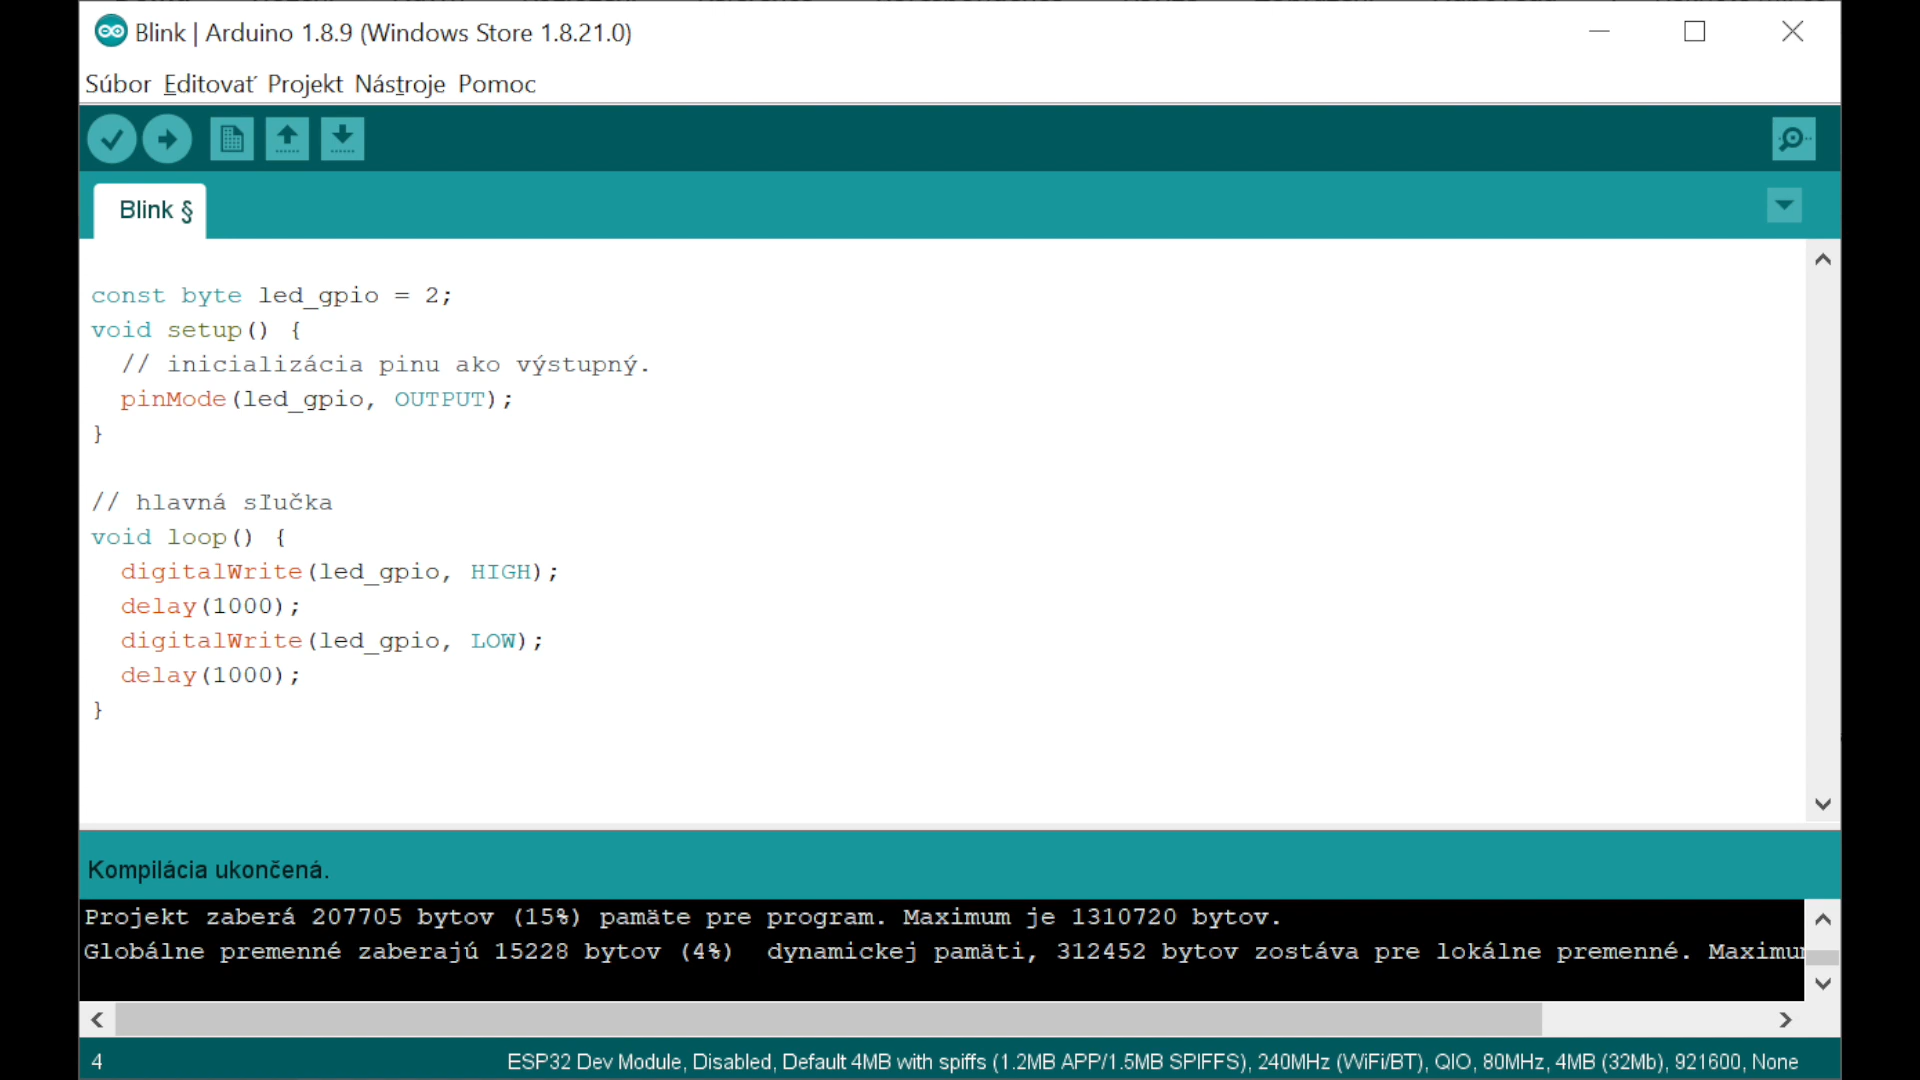 Blink | Arduino 1.8.9 (Windows Store 1.8.21.0)
Súbor Editovať Projekt Nástroje Pomoc
Blink §
const byte led_gpio = 2;
void setup() {
  // inicializácia pinu ako výstupný.
  pinMode(led_gpio, OUTPUT);
}
// hlavná sľučka
void loop() {
  digitalWrite(led_gpio, HIGH);
  delay(1000);
  digitalWrite(led_gpio, LOW);
  delay(1000);
}
Kompilácia ukončená.
Projekt zaberá 207705 bytov (15%) pamäte pre program. Maximum je 1310720 bytov.
Globálne premenné zaberajú 15228 bytov (4%)  dynamickej pamäti, 312452 bytov zostáva pre lokálne premenné.
4
ESP32 Dev Module, Disabled, Default 4MB with spiffs (1.2MB APP/1.5MB SPIFFS), 240MHz (WiFi/BT), QIO, 80MHz, 4MB (32Mb), 921600, None